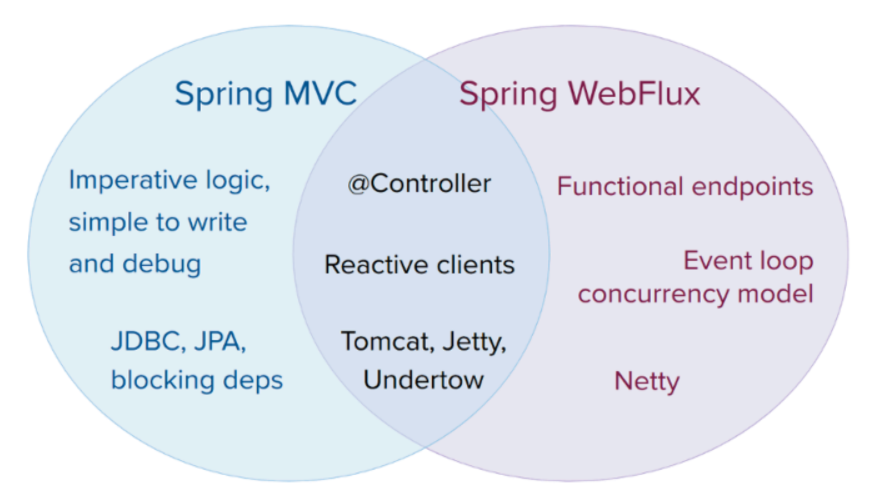 Spring MVC
Spring WebFlux
Imperative logic,
simple to write
and debug
JDBC, JPA,
blocking deps
@Controller
Reactive clients
Tomcat, Jetty,
Undertow
Functional endpoints
Event loop
concurrency model
Netty